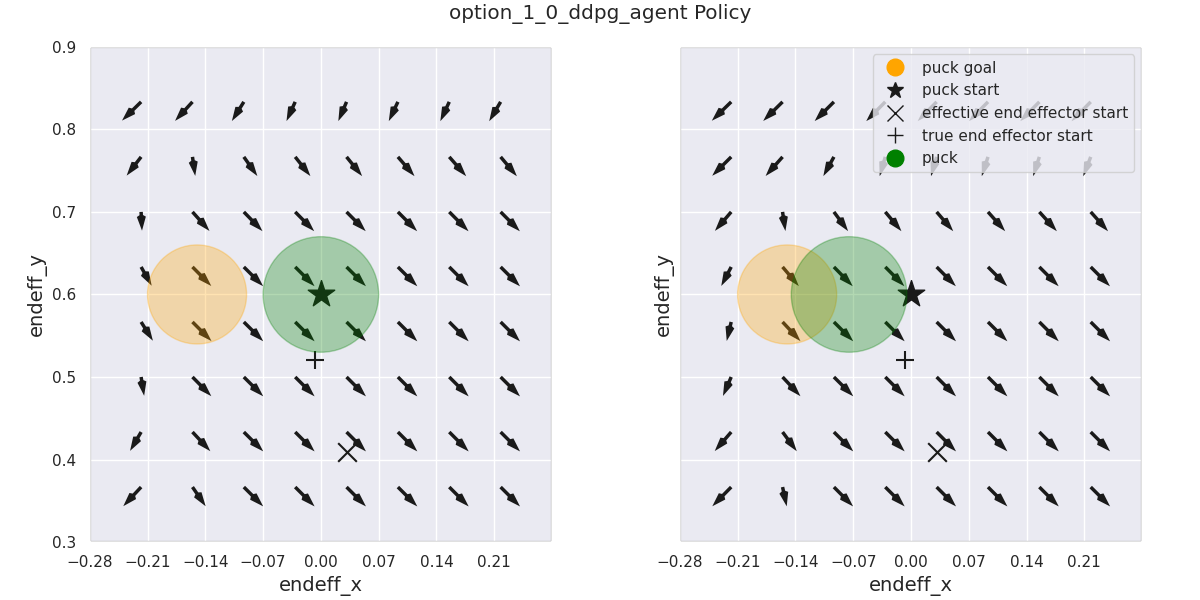 option_1_0_ddpg_agent Policy
0.9
0.8
0.7
0.6
0.5
0.4
0.3
endeff_y
−0.28 −0.21 −0.14 −0.07 0.00 0.07 0.14 0.21
endeff_x
puck goal
puck start
effective end effector start
true end effector start
puck
endeff_y
−0.28 −0.21 −0.14 −0.07 0.00 0.07 0.14 0.21
endeff_x